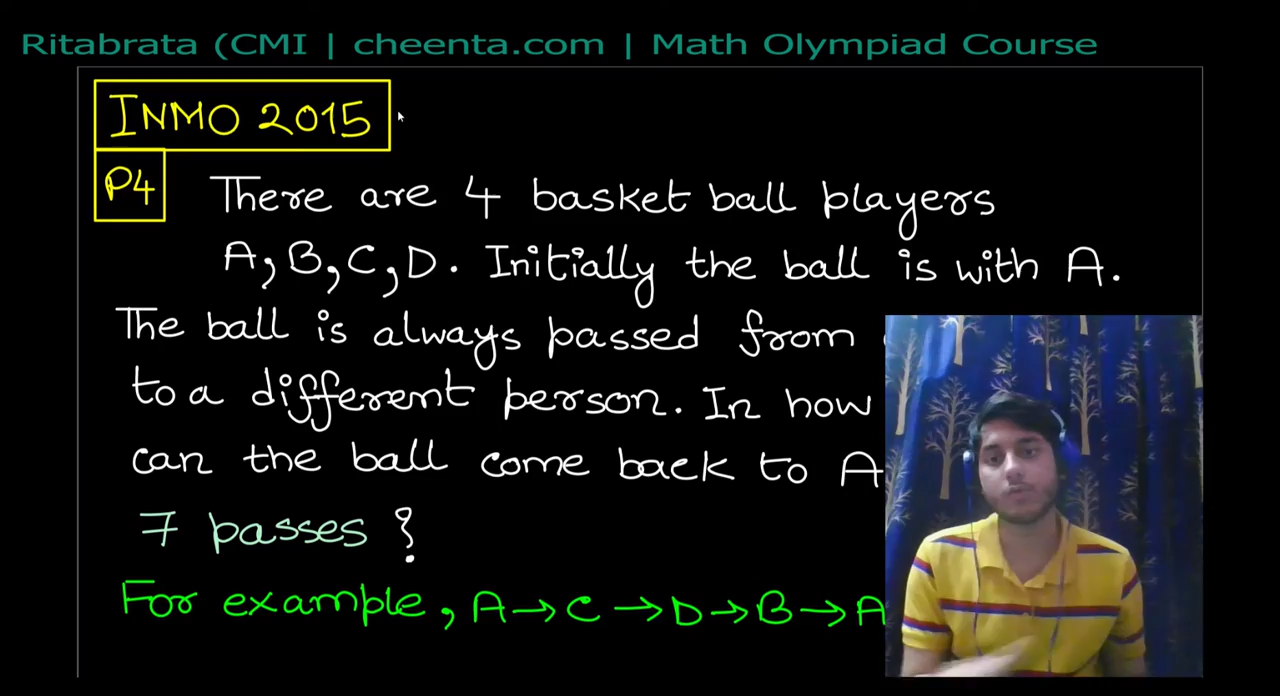 Ritabrata (CMI | cheenta.com | Math Olympiad Course
INMO 2015
P4
There are 4 basket ball players
A, B, C, D. Initially the ball is with A.
The ball is always passed from
to a different person. In how
can the ball come back to A
7 passes ?
For example, A → C → D → B → A